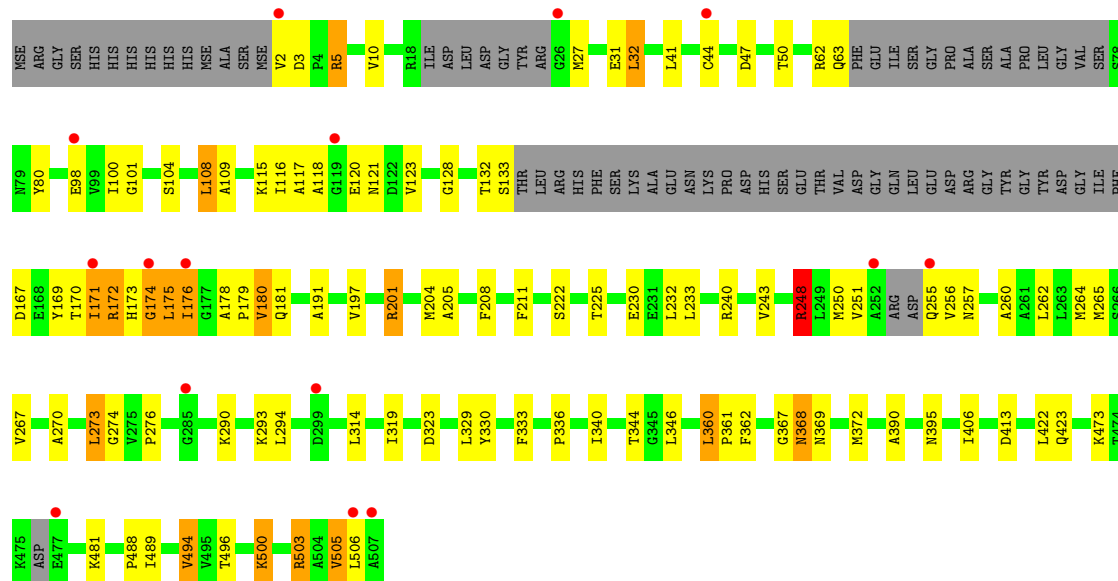 MSE ARG GLY SER HIS HIS HIS HIS HIS HIS MSE ALA SER MSE V2 D3 P4 R5 V10 R18 ILE ASP LEU ASP GLY TYR ARG G26 M27 E31 L32 L41 C44 D47 T50 R62 Q63 PHE GLU ILE SER GLY PRO ALA SER ALA PRO LEU GLY VAL SER S78
N79 Y80 E98 V99 I100 G101 S104 L108 A109 K115 I116 A117 A118 G119 E120 N121 D122 V123 G128 T132 S133 THR LEU ARG HIS PHE SER LYS ALA GLU ASN LYS PRO ASP HIS SER GLU THR VAL ASP GLY GLN LEU GLU ASP ARG GLY TYR GLY TYR ASP GLY ILE PHE
D167 E168 Y169 T170 I171 R172 H173 G174 L175 I176 G177 A178 P179 V180 Q181 A191 V197 R201 M204 A205 F208 F211 S222 T225 E230 E231 L232 L233 R240 V243 R248 L249 M250 V251 A252 ARG ASP Q255 V256 N257 A260 A261 L262 L263 M264 M265 S266
V267 A270 L273 G274 V275 P276 G285 K290 K293 L294 D299 L314 I319 D323 L329 Y330 F333 P336 I340 T344 G345 L346 L360 P361 F362 G367 N368 N369 M372 A390 N395 I406 D413 L422 Q423 K473 T474
K475 ASP E477 K481 P488 I489 V494 V495 T496 K500 R503 A504 V505 L506 A507